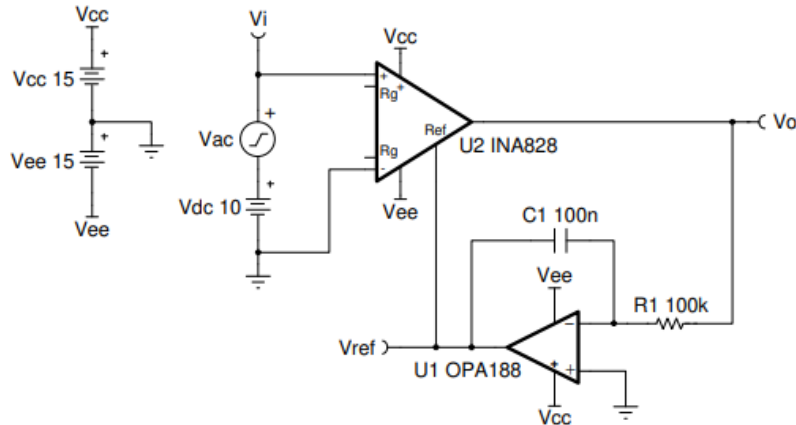 Vcc
Vcc 15
Vee 15
Vee
Vi
Vac
Vdc 10
Vcc
Rg
Ref
Rg
U2 INA828
Vee
Vo
C1 100n
Vee
R1 100k
Vref
U1 OPA188
Vcc